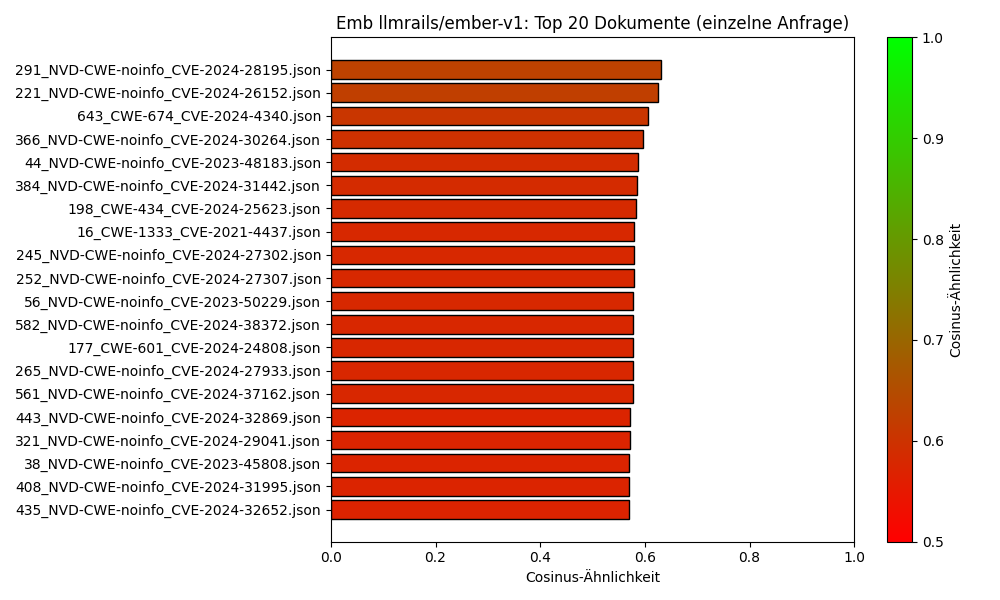 Emb llmrails/ember-v1: Top 20 Dokumente (einzelne Anfrage)
291_NVD-CWE-noinfo_CVE-2024-28195.json
221_NVD-CWE-noinfo_CVE-2024-26152.json
643_CWE-674_CVE-2024-4340.json
366_NVD-CWE-noinfo_CVE-2024-30264.json
44_NVD-CWE-noinfo_CVE-2023-48183.json
384_NVD-CWE-noinfo_CVE-2024-31442.json
198_CWE-434_CVE-2024-25623.json
16_CWE-1333_CVE-2021-4437.json
245_NVD-CWE-noinfo_CVE-2024-27302.json
252_NVD-CWE-noinfo_CVE-2024-27307.json
56_NVD-CWE-noinfo_CVE-2023-50229.json
582_NVD-CWE-noinfo_CVE-2024-38372.json
177_CWE-601_CVE-2024-24808.json
265_NVD-CWE-noinfo_CVE-2024-27933.json
561_NVD-CWE-noinfo_CVE-2024-37162.json
443_NVD-CWE-noinfo_CVE-2024-32869.json
321_NVD-CWE-noinfo_CVE-2024-29041.json
38_NVD-CWE-noinfo_CVE-2023-45808.json
408_NVD-CWE-noinfo_CVE-2024-31995.json
435_NVD-CWE-noinfo_CVE-2024-32652.json
0.0 0.2 0.4 0.6 0.8 1.0
Cosinus-Ähnlichkeit
1.0
0.9
0.8
0.7
0.6
0.5
Cosinus-Ähnlichkeit